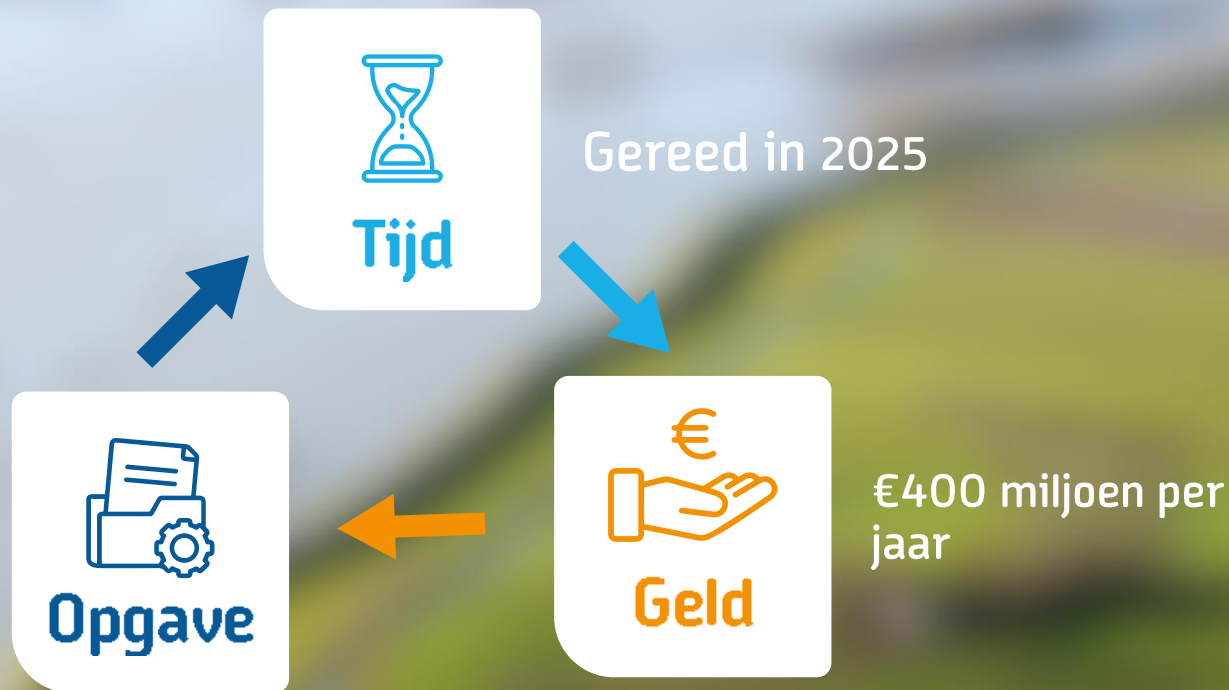 Gereed in 2025
Tijd
€400 miljoen per
jaar
Geld
Opgave